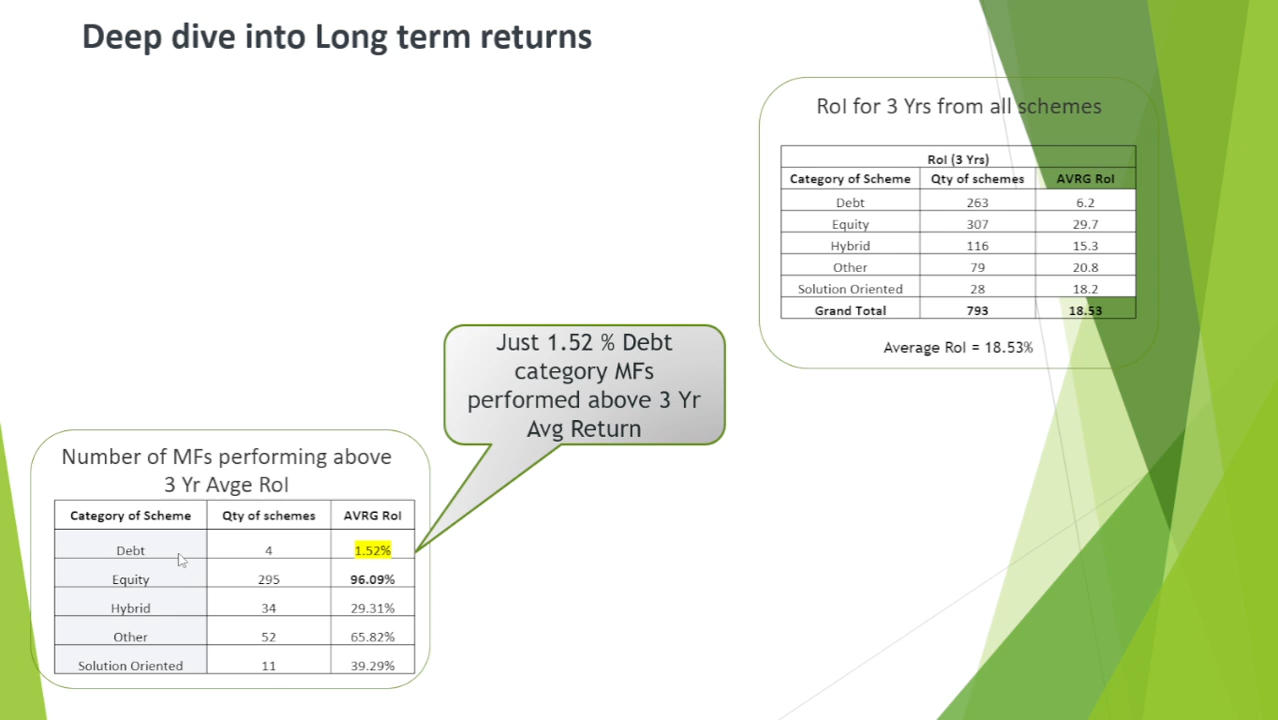 Deep dive into Long term returns
RoI for 3 Yrs from all schemes
RoI (3 Yrs)
Category of Scheme Qty of schemes AVRG RoI
Debt 263 6.2
Equity 307 29.7
Hybrid 116 15.3
Other 79 20.8
Solution Oriented 28 18.2
Grand Total 793 18.53
Average RoI = 18.53%
Just 1.52 % Debt
category MFs
performed above 3 Yr
Avg Return
Number of MFs performing above
3 Yr Avge RoI
Category of Scheme Qty of schemes AVRG RoI
Debt 4 1.52%
Equity 295 96.09%
Hybrid 34 29.31%
Other 52 65.82%
Solution Oriented 11 39.29%